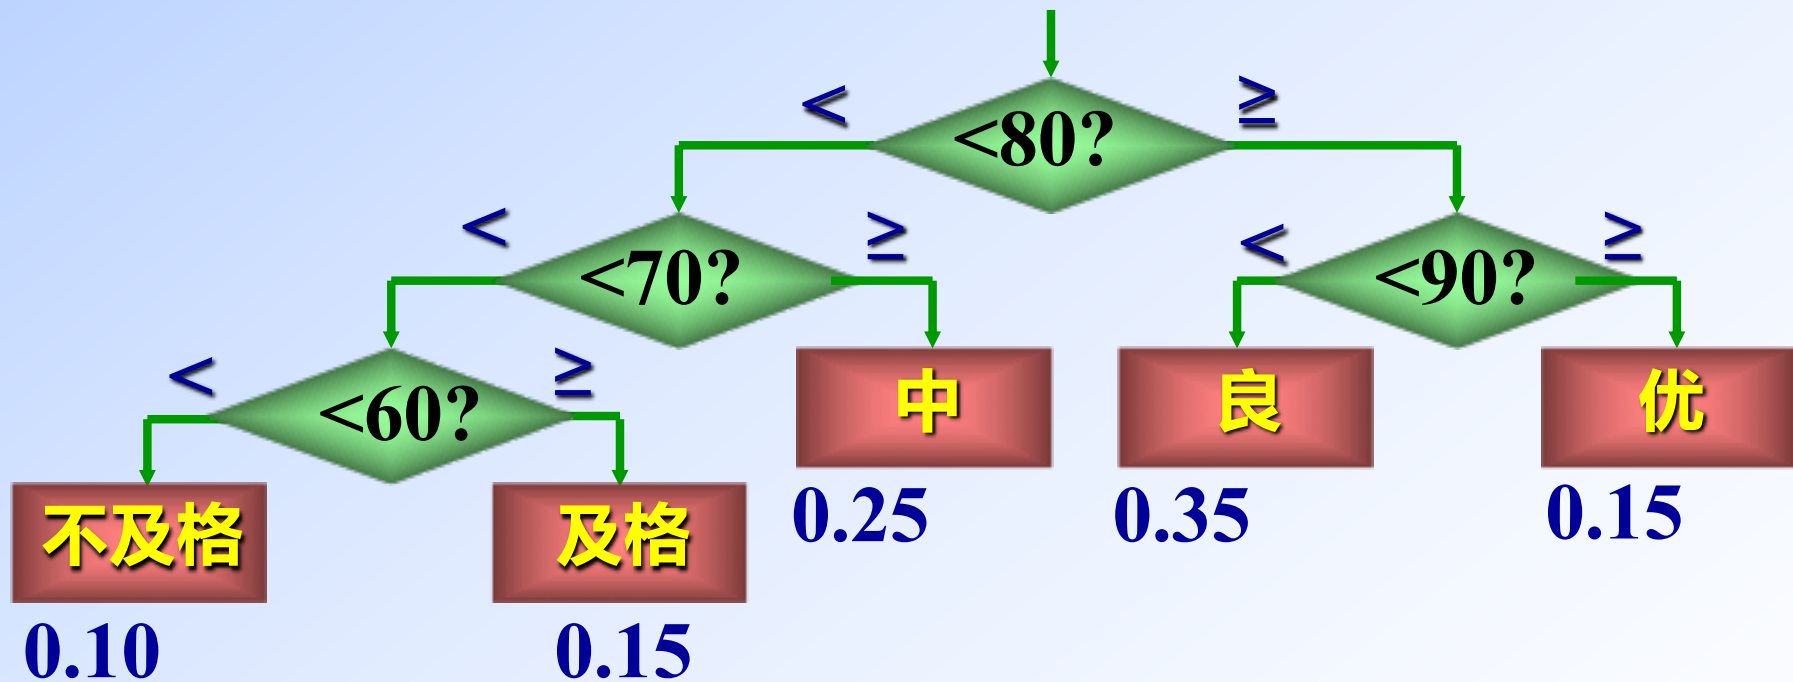 < <80? ≥
< <70? ≥
< <90? ≥
< <60? ≥
中
良
优
不及格
及格
0.25
0.35
0.15
0.10
0.15